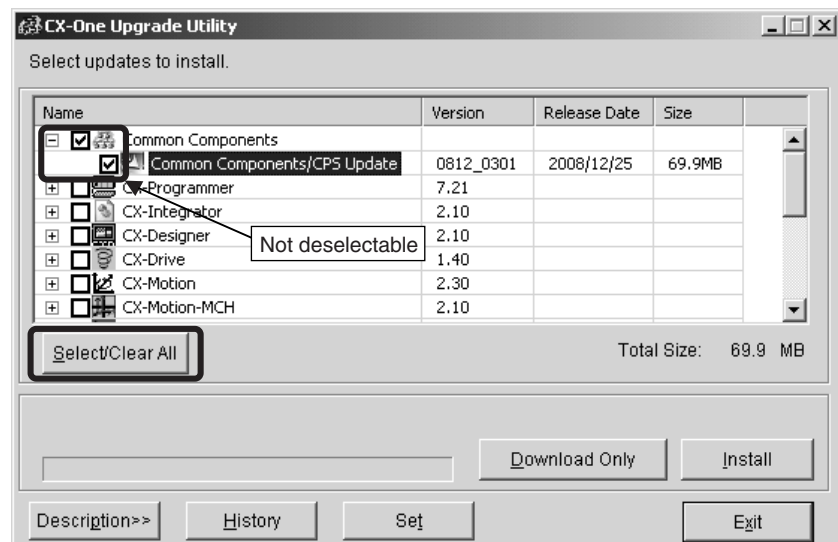 CX-One Upgrade Utility
Select updates to install.
Name Version Release Date Size
Common Components
Common Components/CPS Update 0812_0301 2008/12/25 69.9MB
CX-Programmer 7.21
CX-Integrator 2.10
CX-Designer 2.10
Not deselectable
CX-Drive 1.40
CX-Motion 2.30
CX-Motion-MCH 2.10
Select/Clear All Total Size: 69.9 MB
Download Only Install
Description>> History Set Exit